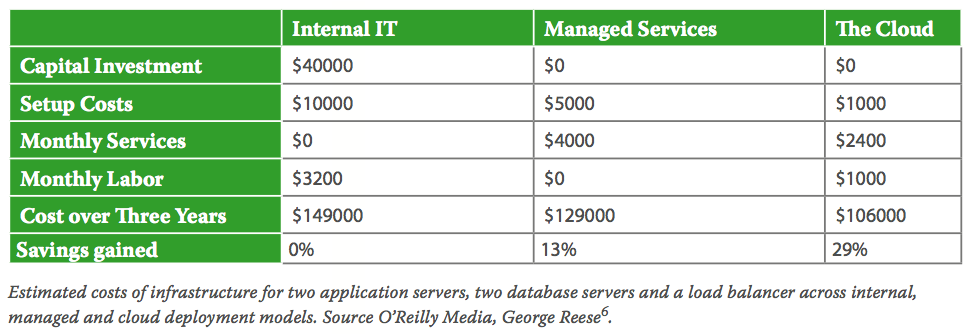 Internal IT Managed Services The Cloud
Capital Investment $40000 $0 $0
Setup Costs $10000 $5000 $1000
Monthly Services $0 $4000 $2400
Monthly Labor $3200 $0 $1000
Cost over Three Years $149000 $129000 $106000
Savings gained 0% 13% 29%
Estimated costs of infrastructure for two application servers, two database servers and a load balancer across internal,
managed and cloud deployment models. Source O’Reilly Media, George Reese⁶.